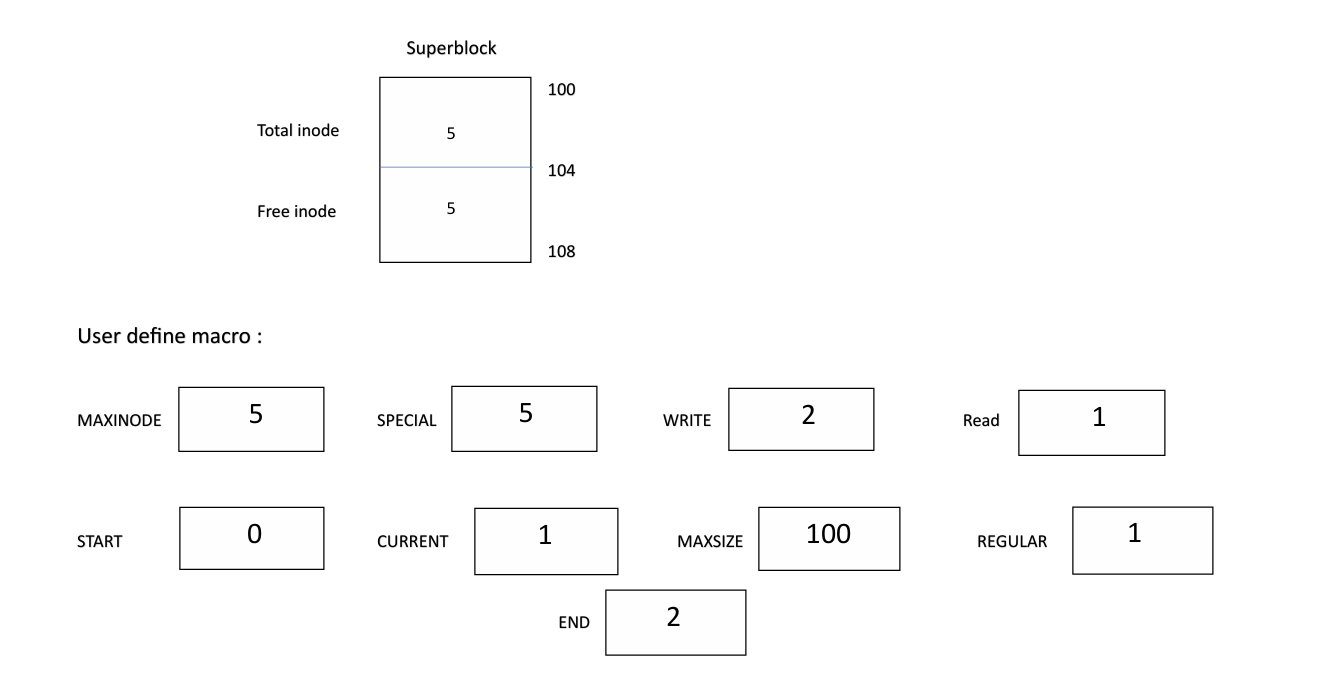 Superblock
100
Total inode 5
104
Free inode 5
108
User define macro :
MAXINODE 5 SPECIAL 5 WRITE 2 Read 1
START 0 CURRENT 1 MAXSIZE 100 REGULAR 1
END 2